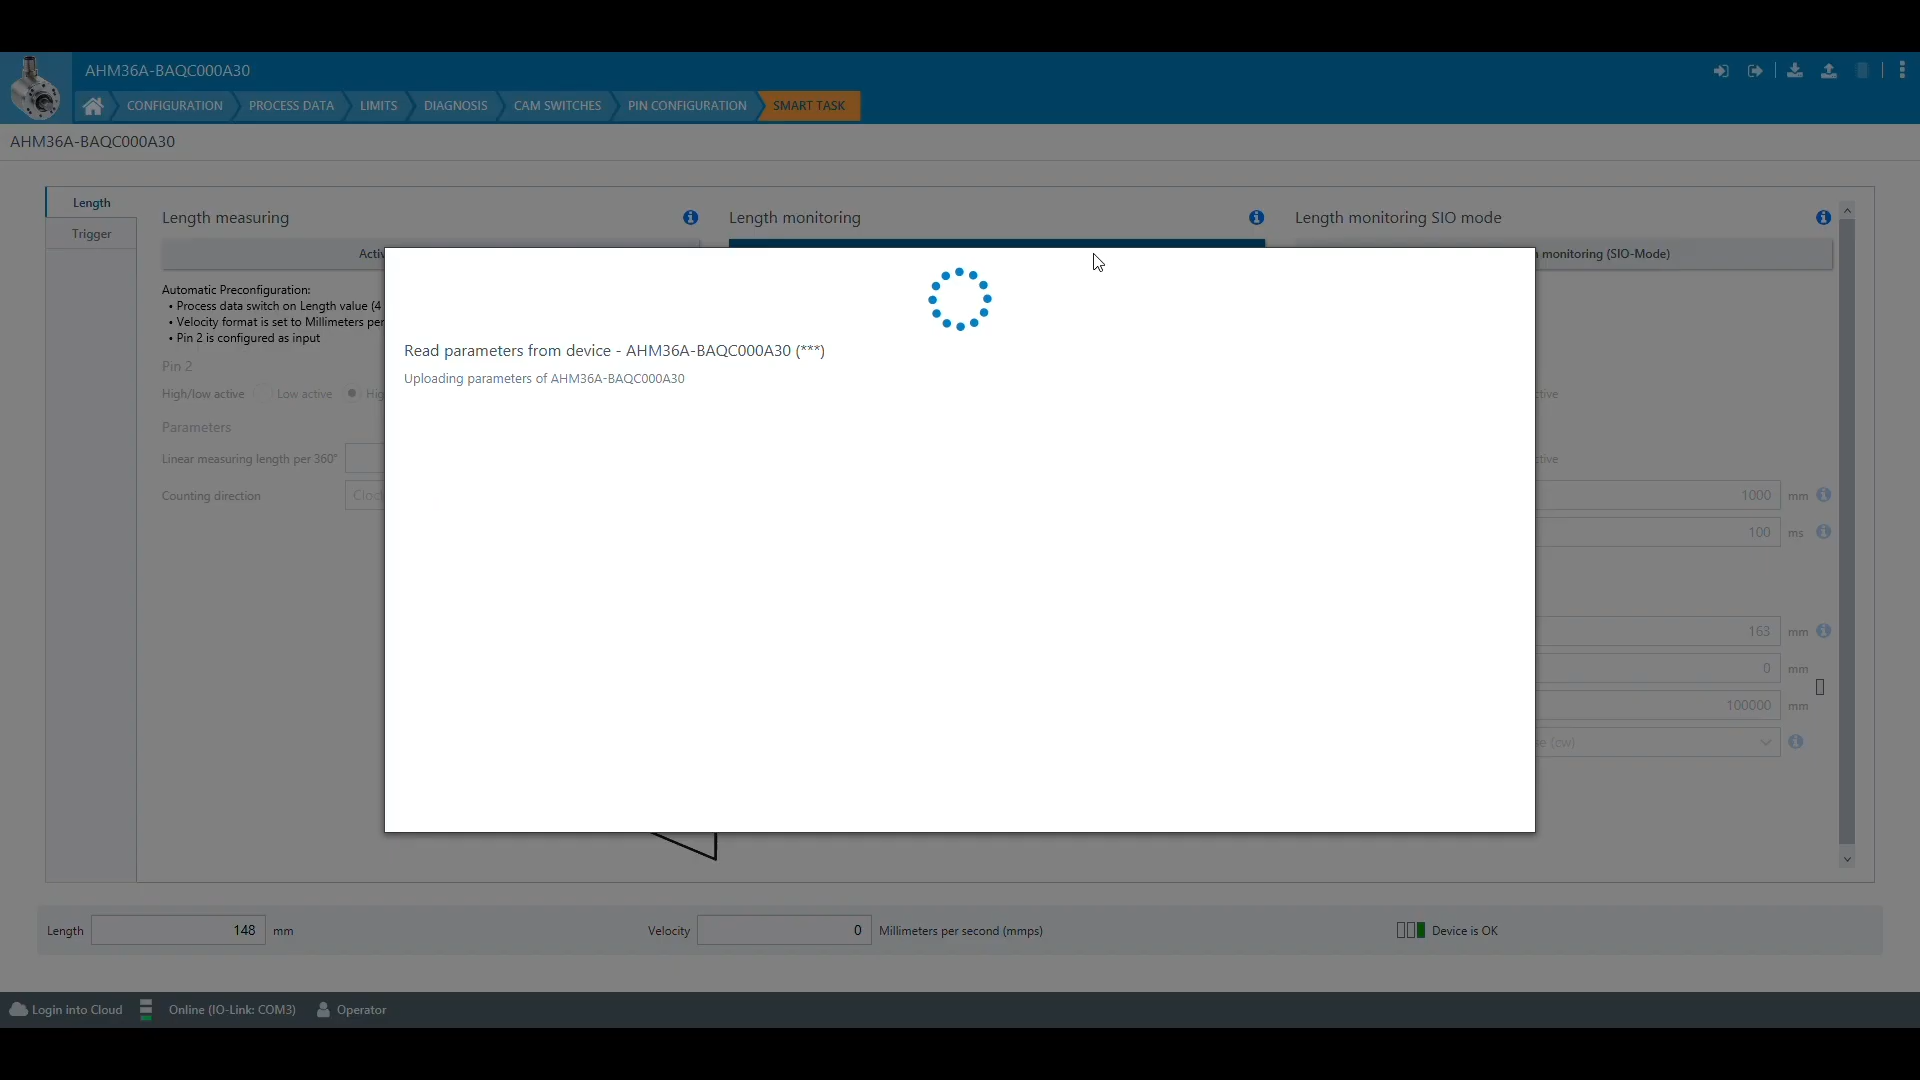 AHM36A-BAQC000A30
CONFIGURATION
PROCESS DATA
LIMITS
DIAGNOSIS
CAM SWITCHES
PIN CONFIGURATION
SMART TASK
AHM36A-BAQC000A30
Length
Trigger
Length measuring
Length monitoring
Length monitoring SIO mode
monitoring (SIO-Mode)
Automatic Preconfiguration:
• Process data switch on Length value (4
• Velocity format is set to Millimeters per
• Pin 2 is configured as input
Pin 2
High/low active
Low active
Parameters
Linear measuring length per 360°
Counting direction
Read parameters from device - AHM36A-BAQC000A30 (***)
Uploading parameters of AHM36A-BAQC000A30
1000 mm
100 ms
163 mm
0 mm
100000 mm
(cw)
Length 148 mm
Velocity 0 Millimeters per second (mmps)
Device is OK
Login into Cloud
Online (IO-Link: COM3)
Operator